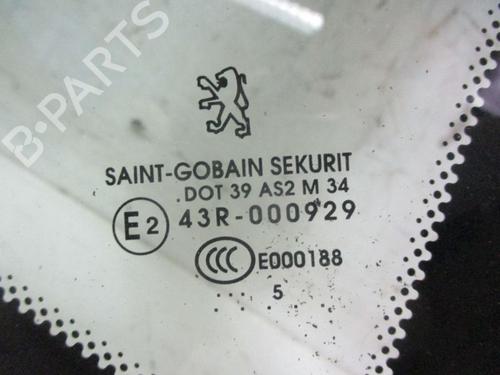 B-PARTS
SAINT-GOBAIN SEKURIT
.DOT 39 AS2 M 34
E2 43R-000929
CCC E000188
5